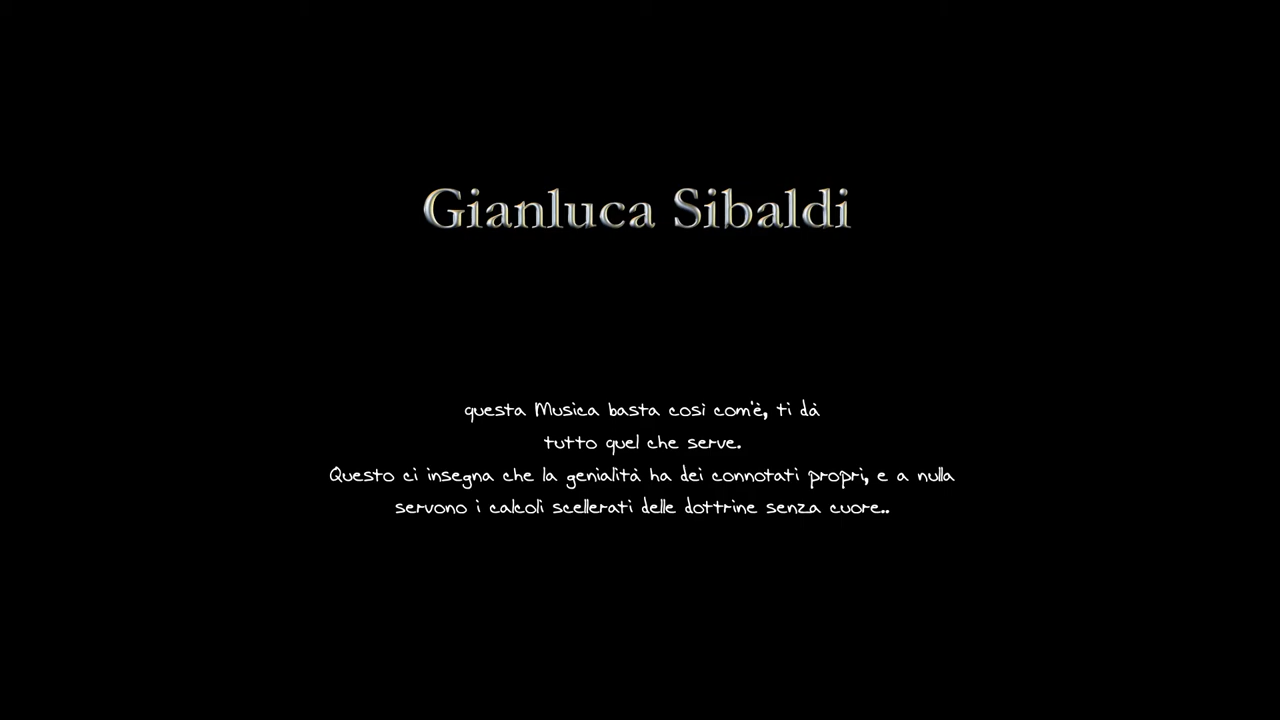 Gianluca Sibaldi
questa Musica basta così com'è, ti dà
tutto quel che serve.
Questo ci insegna che la genialità ha dei connotati propri, e a nulla
servono i calcoli scellerati delle dottrine senza cuore..